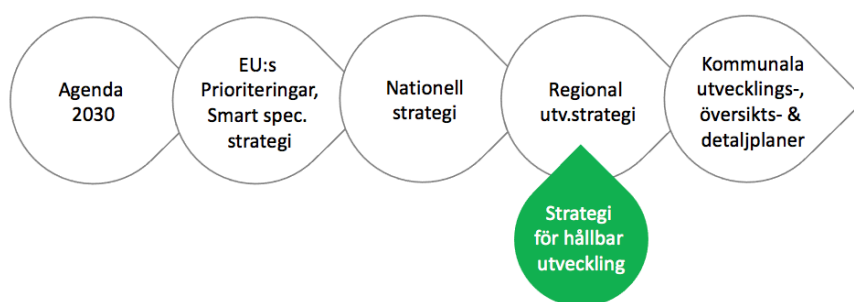 Agenda
2030
EU:s
Prioriteringar,
Smart spec.
strategi
Nationell
strategi
Regional
utv.strategi
Kommunala
utvecklings-,
översikts- &
detaljplaner
Strategi
för hållbar
utveckling